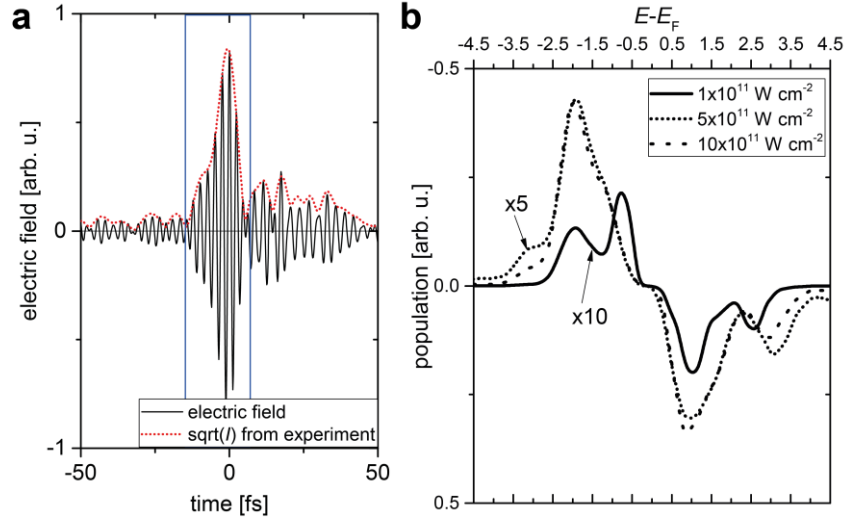 a
1
0
-1
-50
0
50
electric field [arb. u.]
time [fs]
electric field
sqrt(I) from experiment
b
E-E_F
-4.5 -3.5 -2.5 -1.5 -0.5 0.5 1.5 2.5 3.5 4.5
-0.5
0.0
0.5
population [arb. u.]
1x10¹¹ W cm⁻²
5x10¹¹ W cm⁻²
10x10¹¹ W cm⁻²
x5
x10